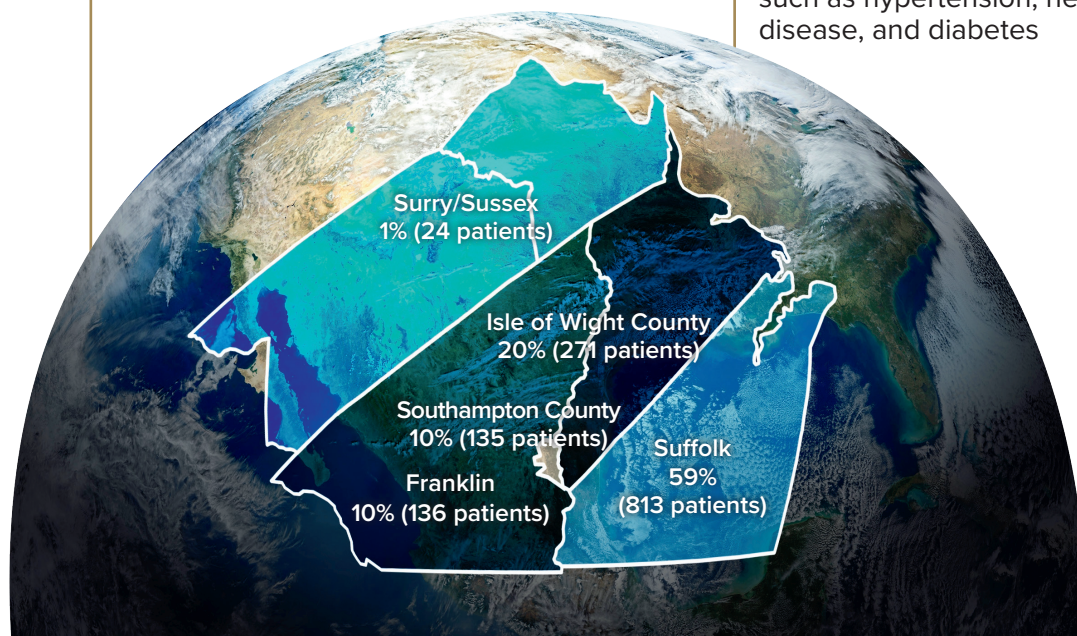 such as hypertension,
disease, and diabetes
Surry/Sussex
1% (24 patients)
Isle of Wight County
20% (271 patients)
Southampton County
10% (135 patients)
Suffolk
59%
(813 patients)
Franklin
10% (136 patients)